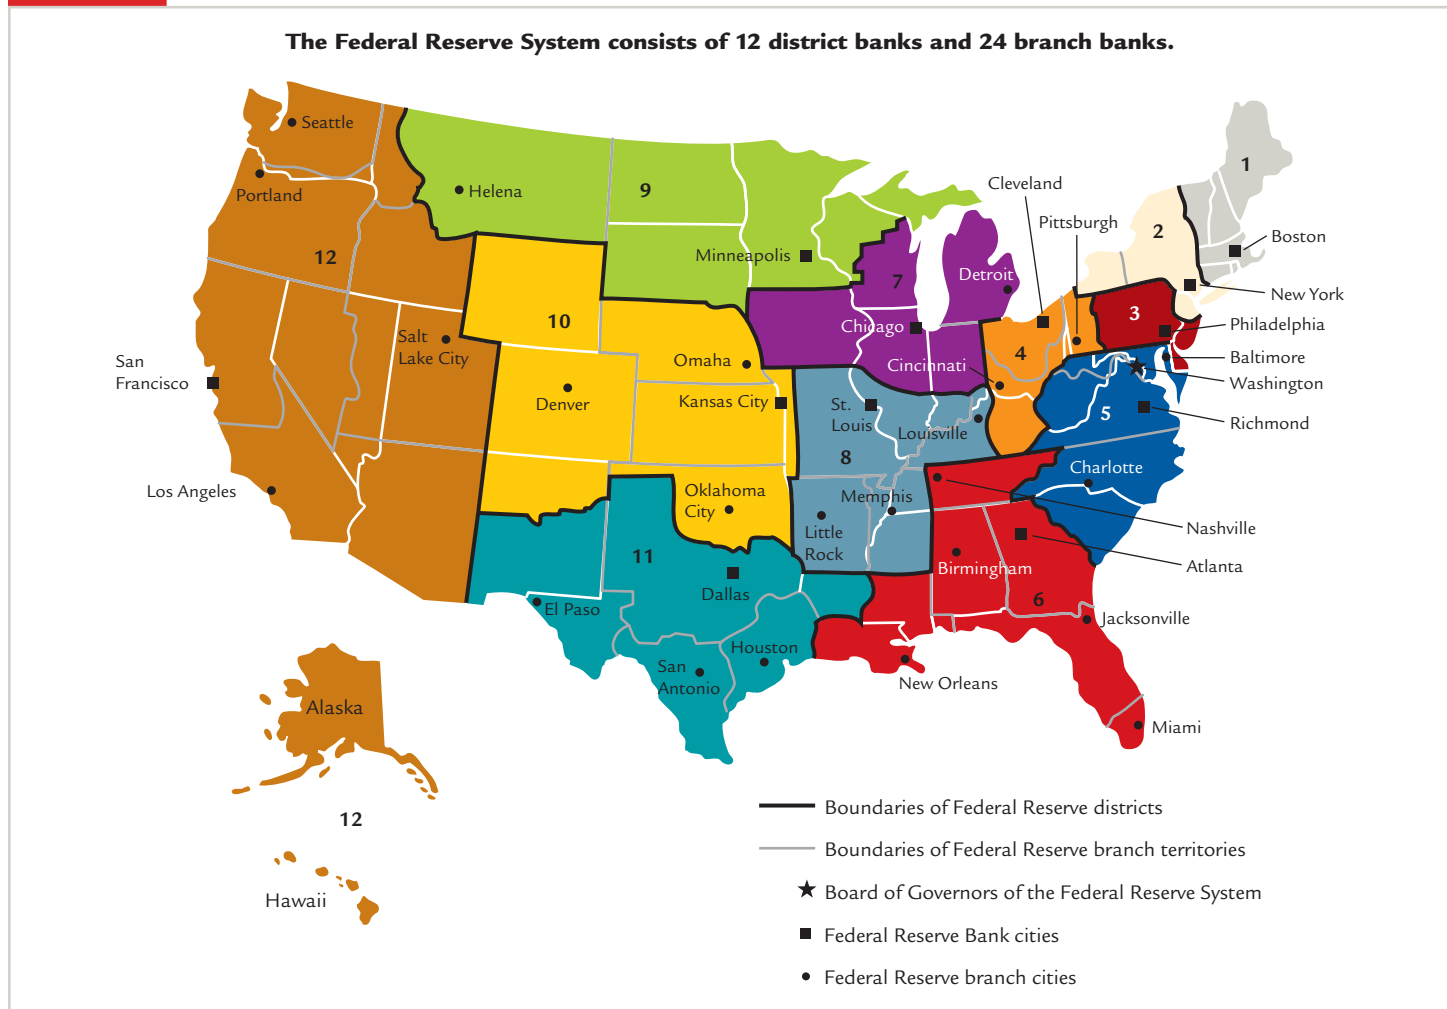 The Federal Reserve System consists of 12 district banks and 24 branch banks.
Seattle
Portland
Helena
9
12
Minneapolis
Cleveland
Pittsburgh
1
2
Boston
7
Detroit
New York
3
Philadelphia
10
Salt
Lake City
Chicago
4
Baltimore
Washington
San
Francisco
Omaha
Cincinnati
Denver
Kansas City
St.
Louis
Louisville
5
Richmond
8
Charlotte
Los Angeles
Oklahoma
City
Memphis
Little
Rock
Nashville
11
Birmingham
Atlanta
Dallas
6
El Paso
Jacksonville
Houston
San
Antonio
New Orleans
Miami
Alaska
12
Hawaii
Boundaries of Federal Reserve districts
Boundaries of Federal Reserve branch territories
Board of Governors of the Federal Reserve System
Federal Reserve Bank cities
Federal Reserve branch cities